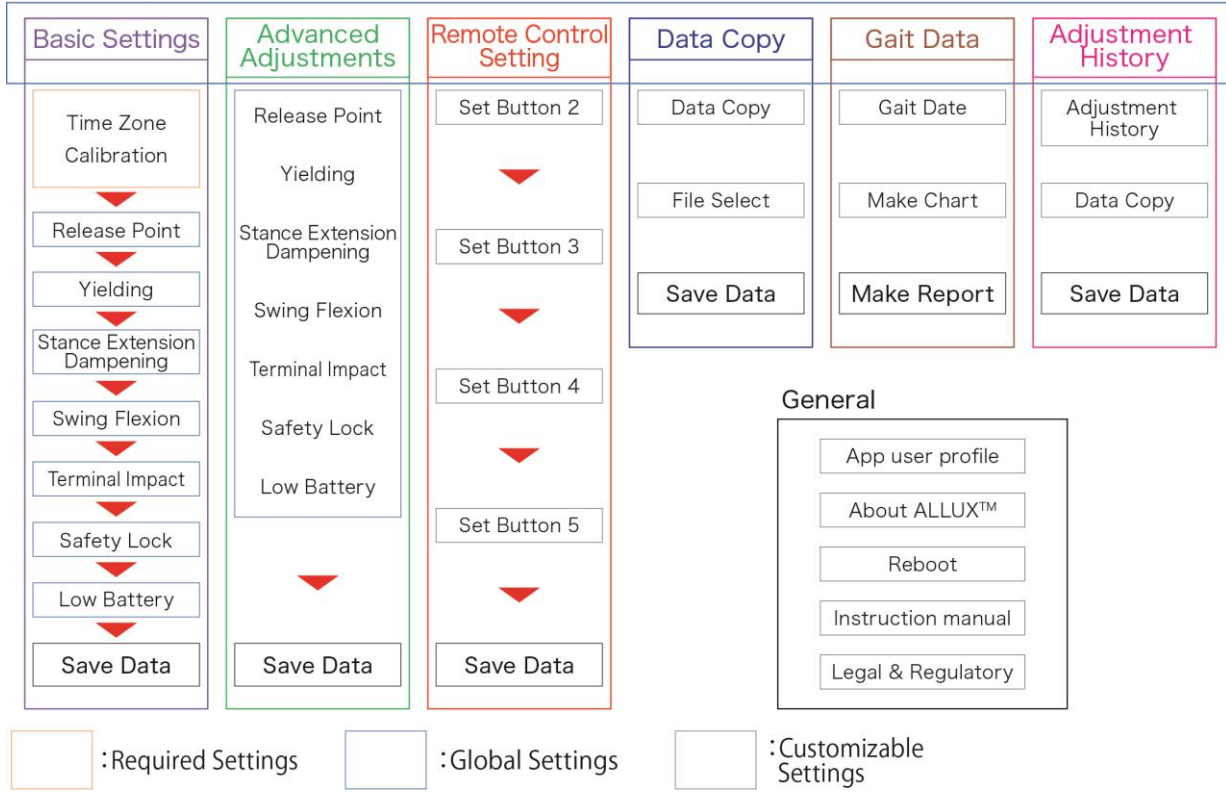 Basic Settings
Time Zone
Calibration
Release Point
Yielding
Stance Extension
Dampening
Swing Flexion
Terminal Impact
Safety Lock
Low Battery
Save Data
Advanced
Adjustments
Release Point
Yielding
Stance Extension
Dampening
Swing Flexion
Terminal Impact
Safety Lock
Low Battery
Save Data
Remote Control
Setting
Set Button 2
Set Button 3
Set Button 4
Set Button 5
Save Data
Data Copy
Data Copy
File Select
Save Data
Gait Data
Gait Date
Make Chart
Make Report
Adjustment
History
Adjustment
History
Data Copy
Save Data
General
App user profile
About ALLUX™
Reboot
Instruction manual
Legal & Regulatory
:Required Settings
:Global Settings
:Customizable
Settings